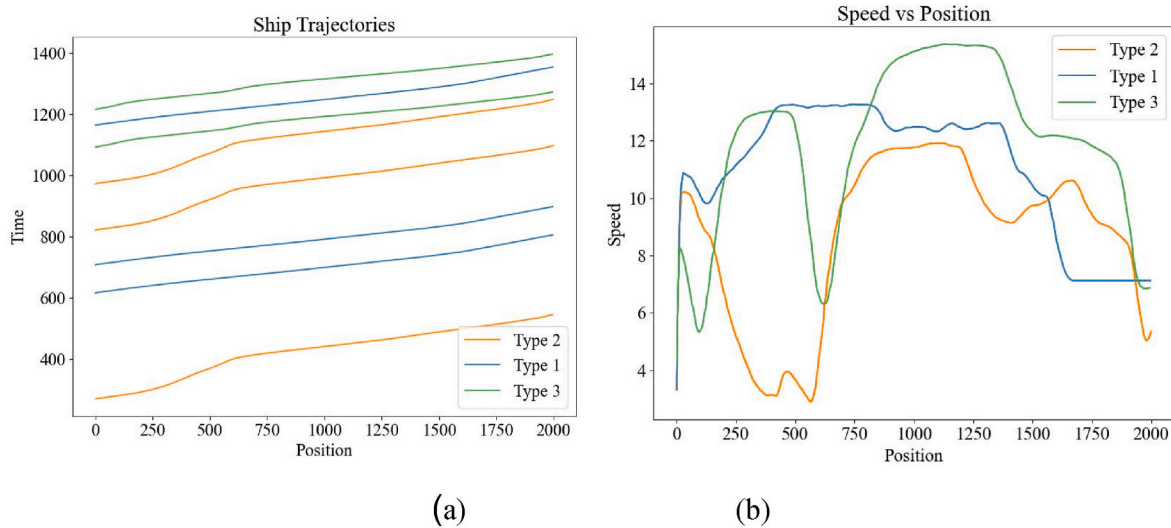 Ship Trajectories
1400
1200
1000
800
600
400
Time
0 250 500 750 1000 1250 1500 1750 2000
Position
Type 2
Type 1
Type 3
(a)
Speed vs Position
14
12
10
8
6
4
Speed
0 250 500 750 1000 1250 1500 1750 2000
Position
Type 2
Type 1
Type 3
(b)